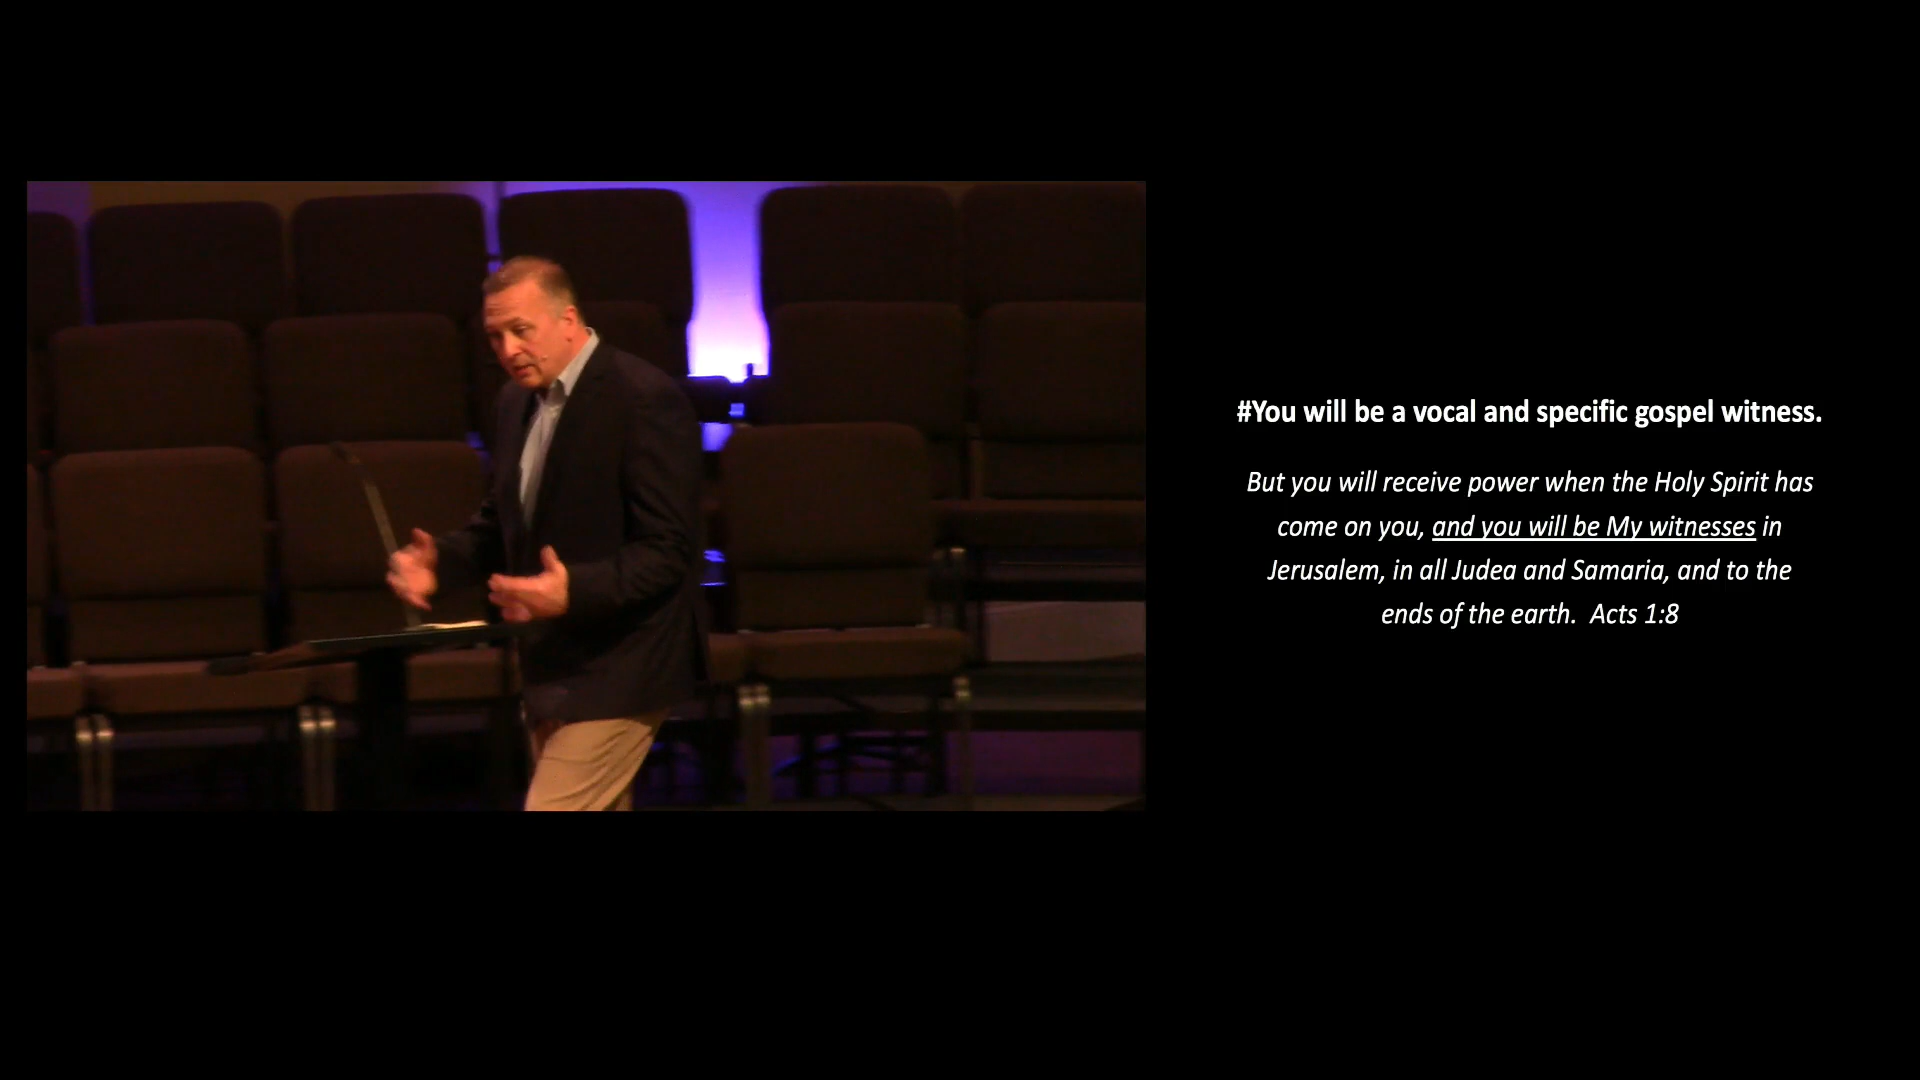 #You will be a vocal and specific gospel witness.
But you will receive power when the Holy Spirit has
come on you, and you will be My witnesses in
Jerusalem, in all Judea and Samaria, and to the
ends of the earth.  Acts 1:8